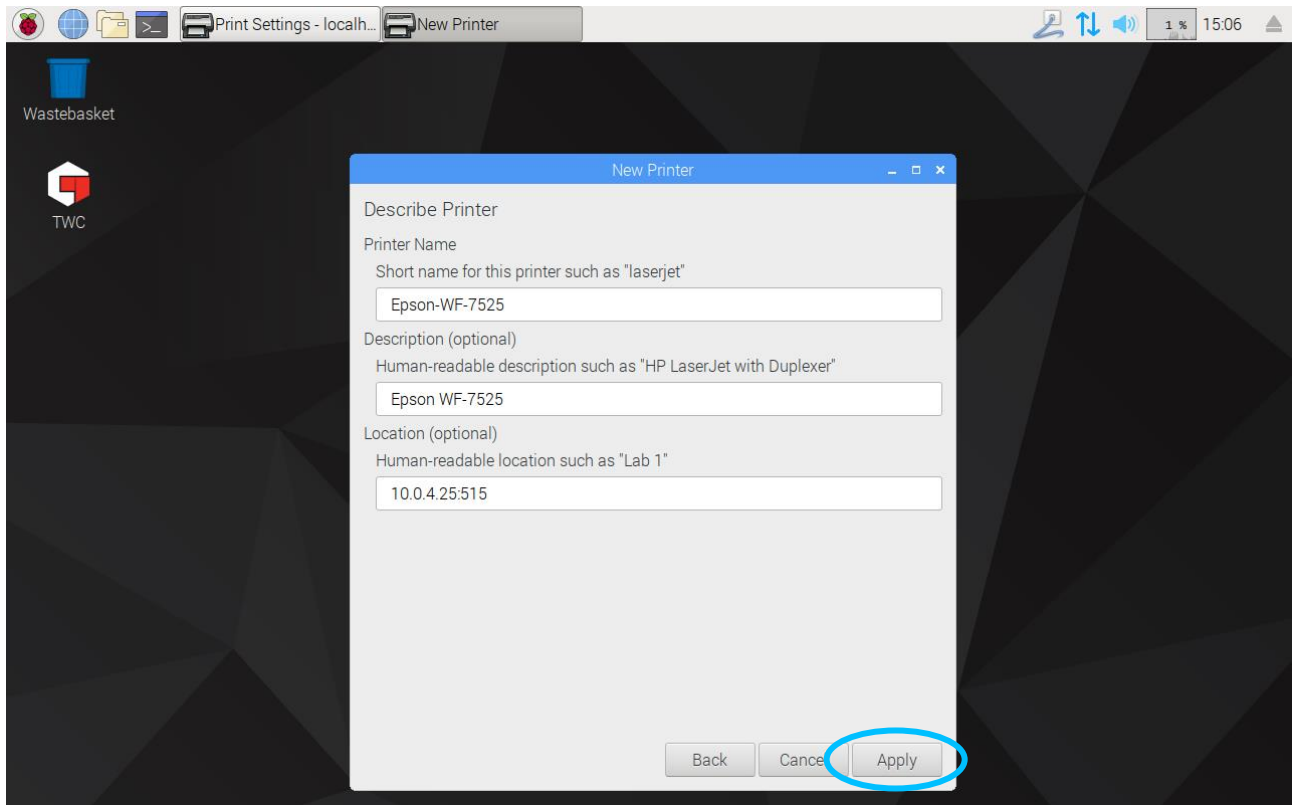 Print Settings - localh... New Printer 1 % 15:06
Wastebasket
TWC
New Printer
Describe Printer
Printer Name
Short name for this printer such as "laserjet"
Epson-WF-7525
Description (optional)
Human-readable description such as "HP LaserJet with Duplexer"
Epson WF-7525
Location (optional)
Human-readable location such as "Lab 1"
10.0.4.25:515
Back Cance Apply